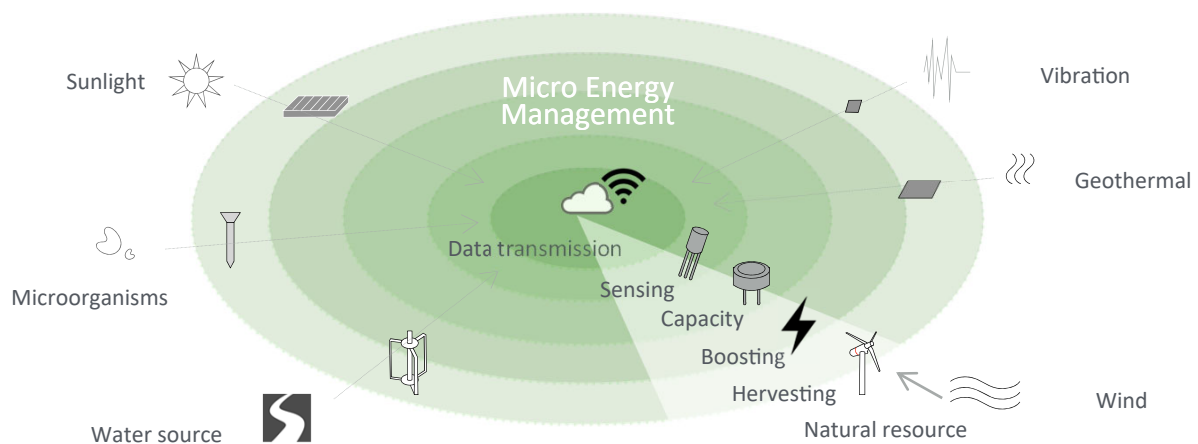 Micro Energy
Management
Sunlight
Vibration
Geothermal
Microorganisms
Data transmission
Sensing
Capacity
Boosting
Hervesting
Natural resource
Water source
Wind